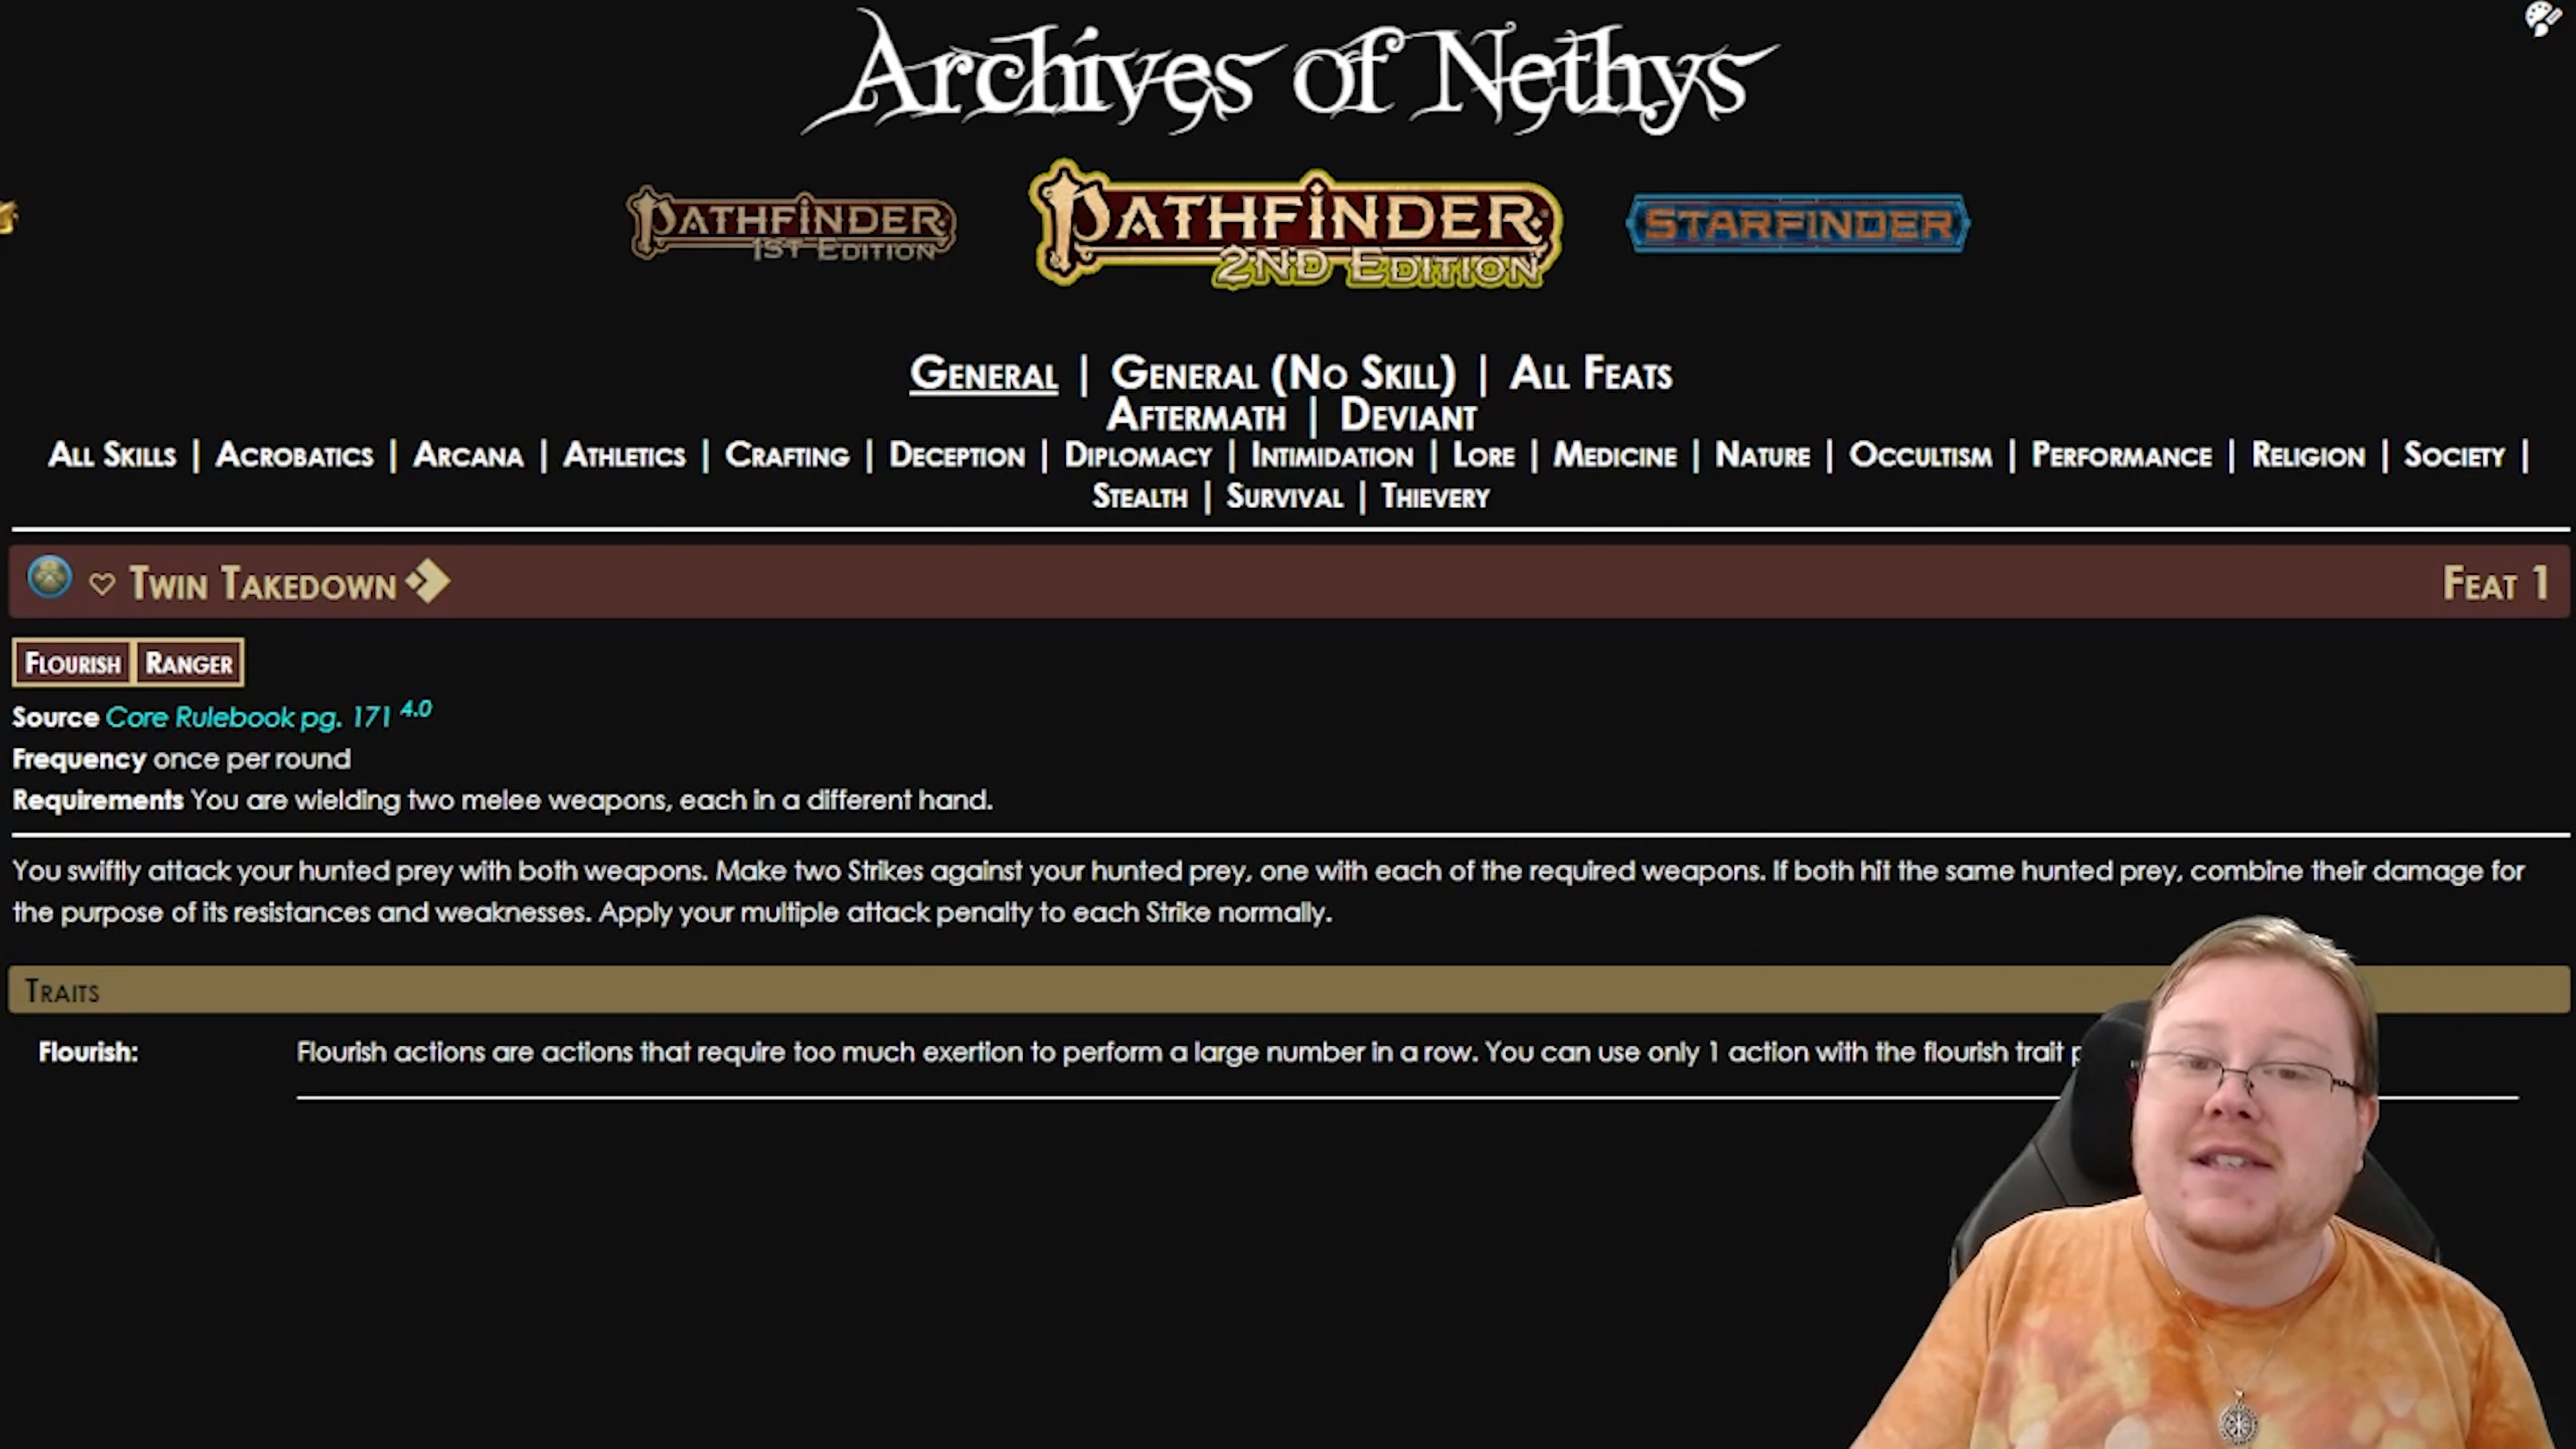 Archives of Nethys
PATHFINDER
1ST EDITION
PATHFINDER
2ND EDITION
STARFINDER
GENERAL | GENERAL (NO SKILL) | ALL FEATS
AFTERMATH | DEVIANT
ALL SKILLS | ACROBATICS | ARCANA | ATHLETICS | CRAFTING | DECEPTION | DIPLOMACY | INTIMIDATION | LORE | MEDICINE | NATURE | OCCULTISM | PERFORMANCE | RELIGION | SOCIETY |
STEALTH | SURVIVAL | THIEVERY
TWIN TAKEDOWN FEAT 1
FLOURISH RANGER
Source Core Rulebook pg. 171 4.0
Frequency once per round
Requirements You are wielding two melee weapons, each in a different hand.
You swiftly attack your hunted prey with both weapons. Make two Strikes against your hunted prey, one with each of the required weapons. If both hit the same hunted prey, combine their damage for
the purpose of its resistances and weaknesses. Apply your multiple attack penalty to each Strike normally.
TRAITS
Flourish: Flourish actions are actions that require too much exertion to perform a large number in a row. You can use only 1 action with the flourish trait